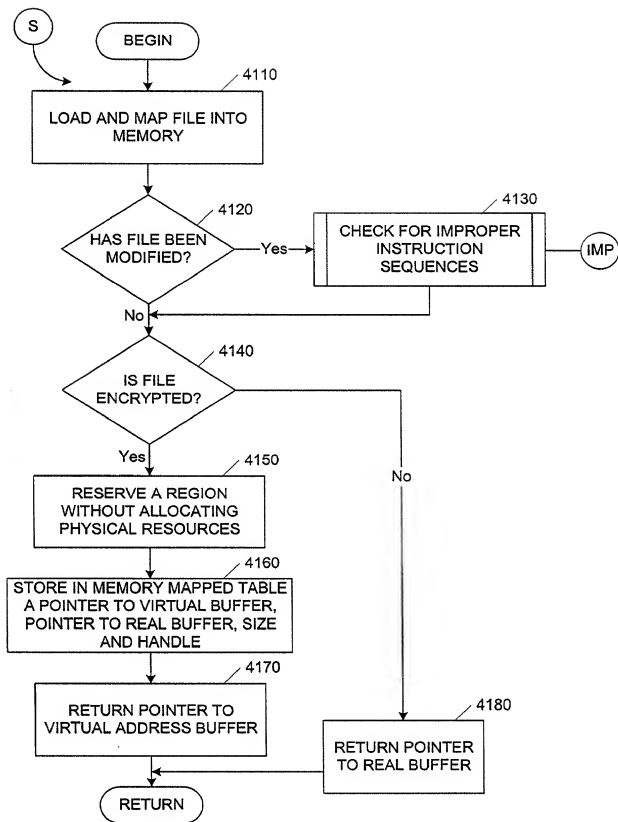 S
BEGIN
4110
LOAD AND MAP FILE INTO
MEMORY
4120
HAS FILE BEEN
MODIFIED?
Yes
4130
CHECK FOR IMPROPER
INSTRUCTION
SEQUENCES
IMP
No
4140
IS FILE
ENCRYPTED?
Yes
No
4150
RESERVE A REGION
WITHOUT ALLOCATING
PHYSICAL RESOURCES
4160
STORE IN MEMORY MAPPED TABLE
A POINTER TO VIRTUAL BUFFER,
POINTER TO REAL BUFFER, SIZE
AND HANDLE
4170
RETURN POINTER TO
VIRTUAL ADDRESS BUFFER
4180
RETURN POINTER
TO REAL BUFFER
RETURN